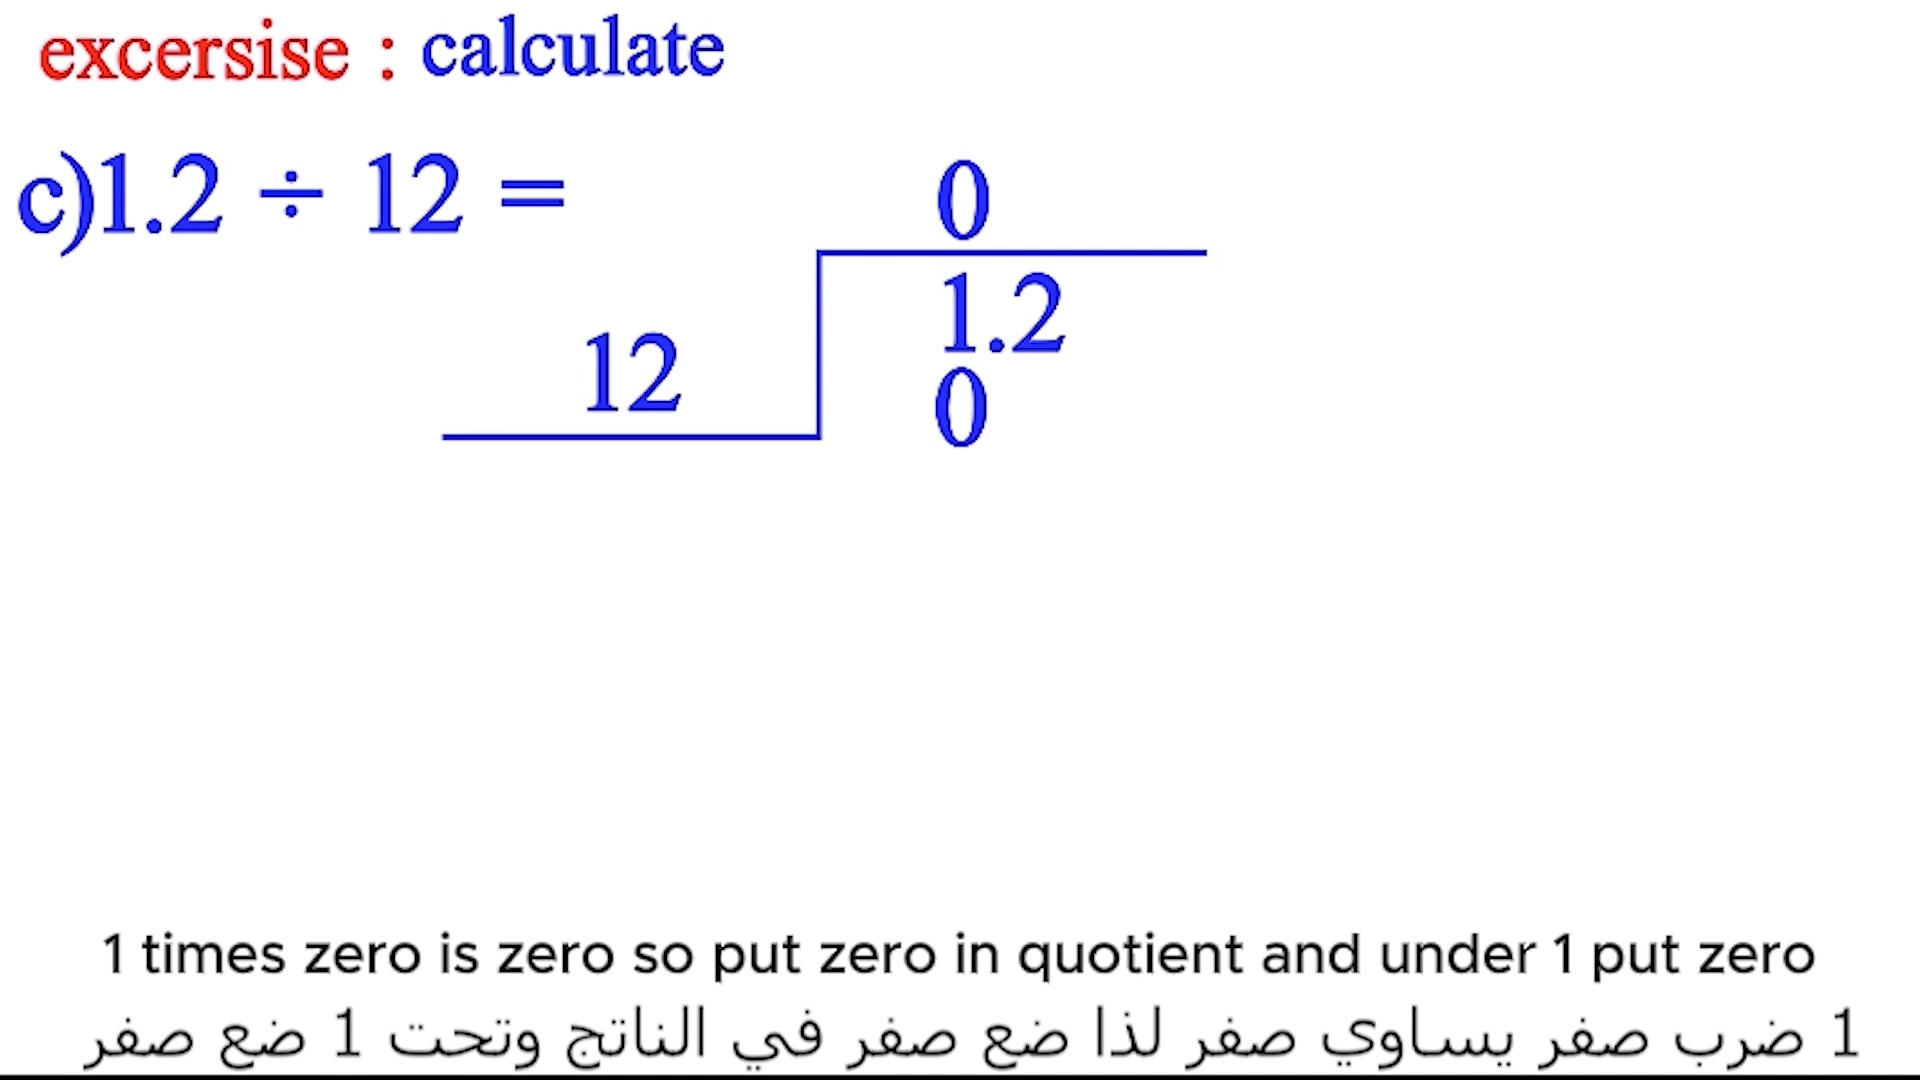 excersise : calculate
c)1.2 ÷ 12 =
0
1.2
12
0
1 times zero is zero so put zero in quotient and under 1 put zero
1 ضرب صفر يساوي صفر لذا ضع صفر في الناتج وتحت 1 ضع صفر